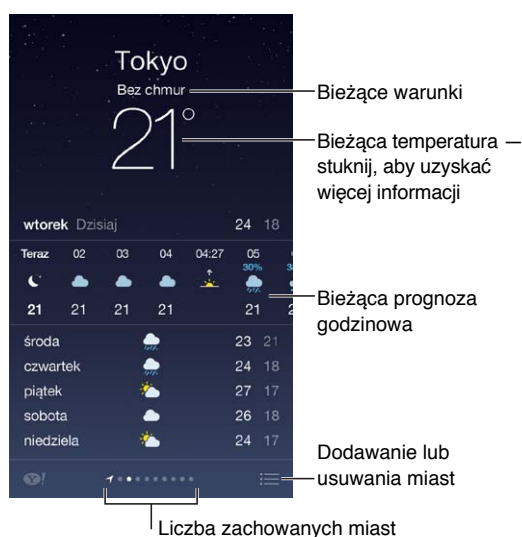 Tokyo
Bez chmur
21°
wtorek Dzisiaj 24 18
Teraz 02 03 04 04:27 05
30%
21 21 21 21 21 2
środa 23 21
czwartek 24 18
piątek 27 17
sobota 26 18
niedziela 24 17
Y!
Bieżące warunki
Bieżąca temperatura —
stuknij, aby uzyskać
więcej informacji
Bieżąca prognoza
godzinowa
Dodawanie lub
usuwania miast
Liczba zachowanych miast